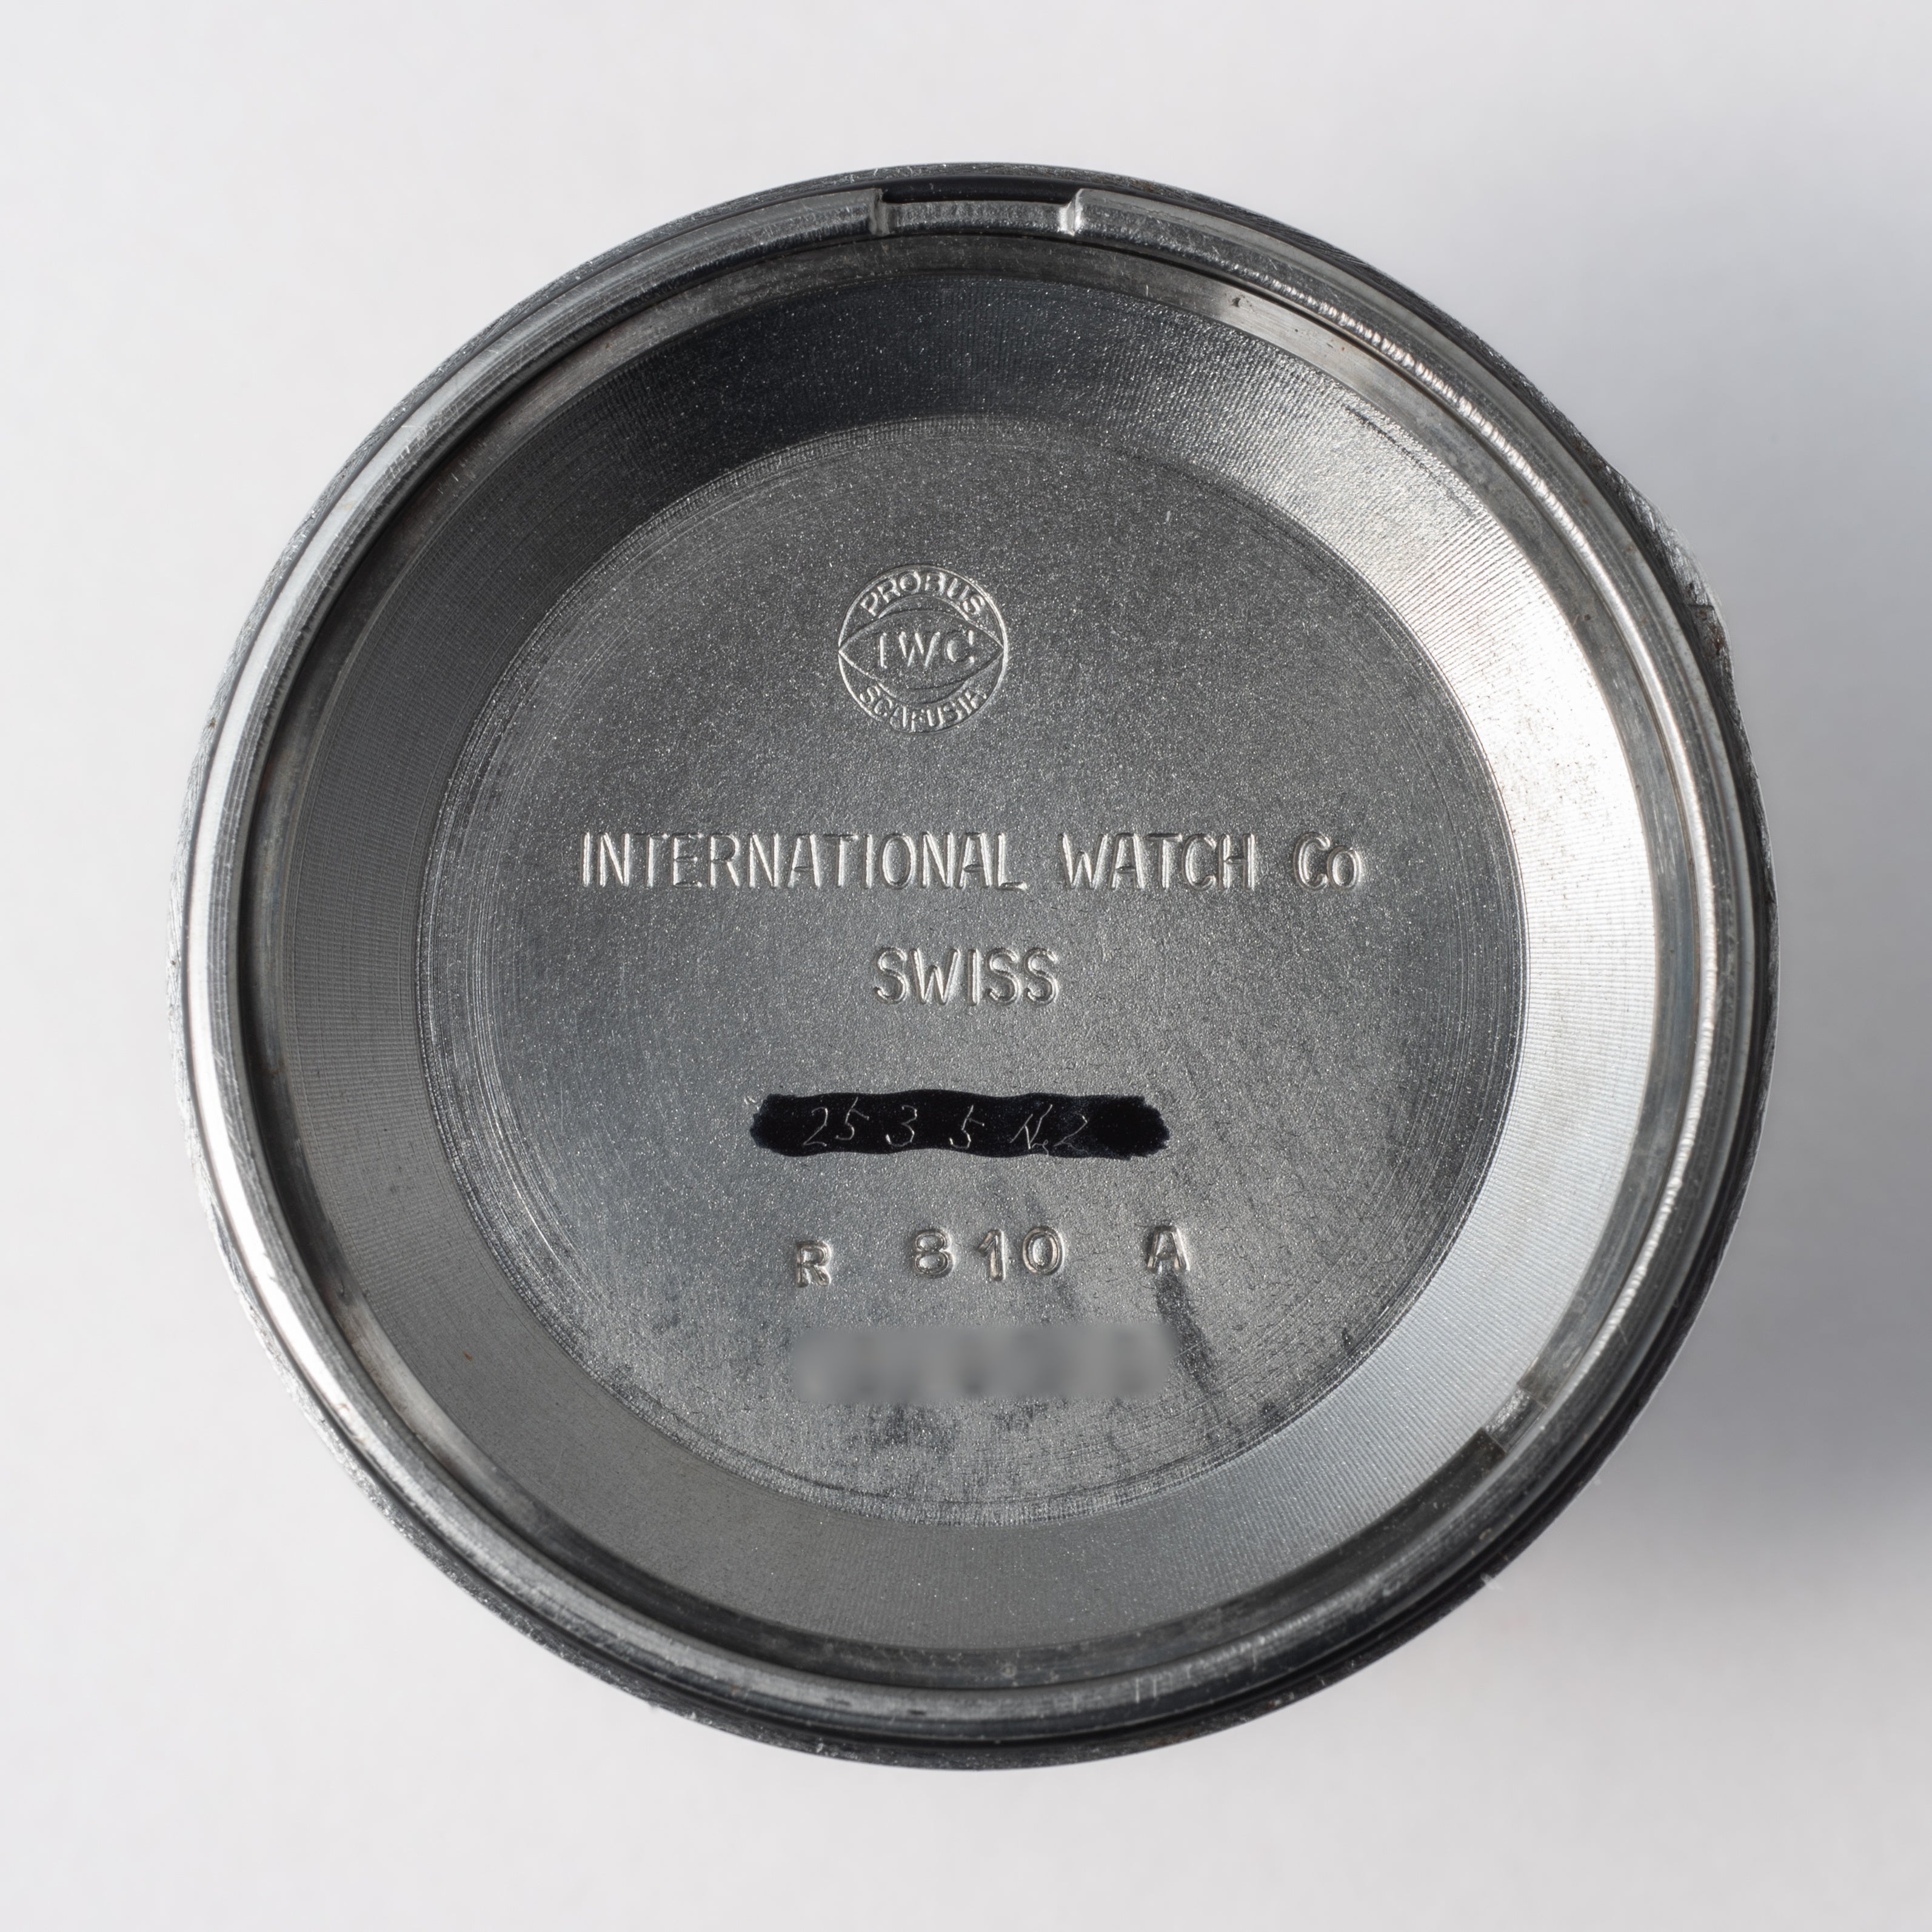 PROBUS
IWC
SCAFUSIA
INTERNATIONAL WATCH Co
SWISS
R 810 A